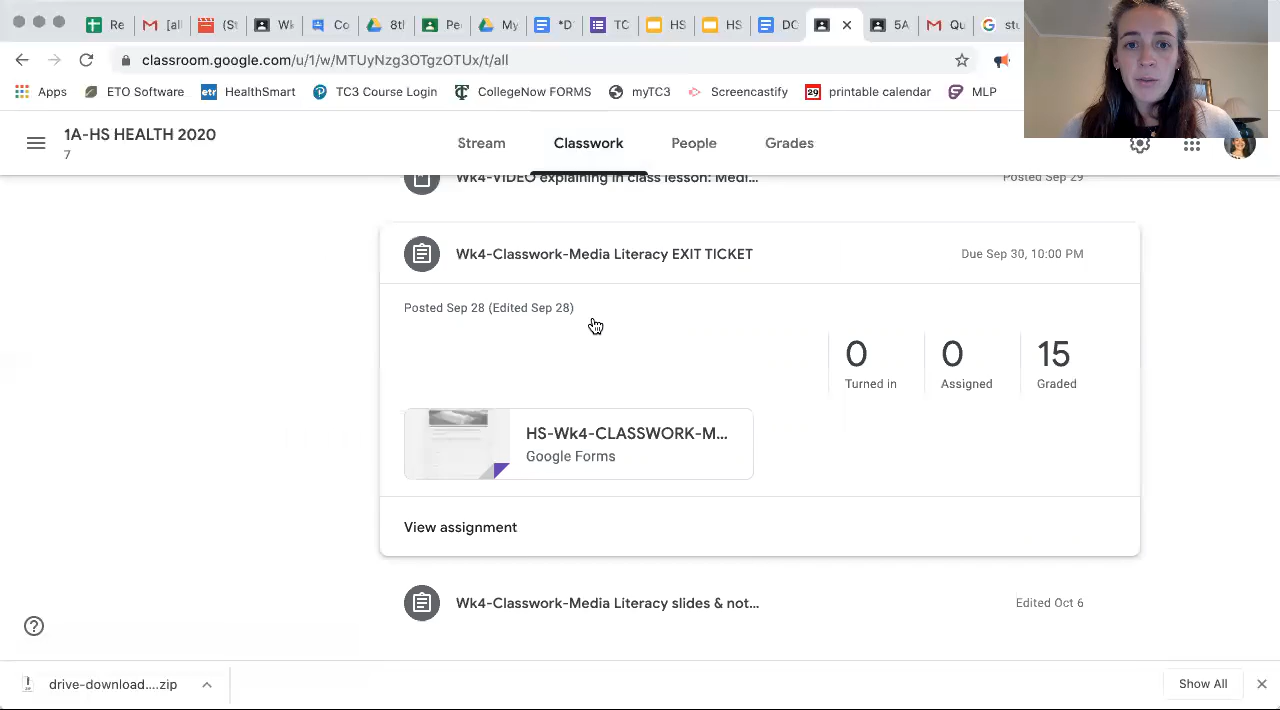 Re
[al
(S
Wk
Co
8th
Pe
My
*D
TC
HS
HS
DC
5A
Qu
stu
classroom.google.com/u/1/w/MTUyNzg3OTgzOTUx/t/all
Apps
ETO Software
etr HealthSmart
TC3 Course Login
CollegeNow FORMS
myTC3
Screencastify
29 printable calendar
MLP
1A-HS HEALTH 2020
7
Stream
Classwork
People
Grades
Wk4-VIDEO explaining in class lesson: Medi...
Posted Sep 29
Wk4-Classwork-Media Literacy EXIT TICKET
Due Sep 30, 10:00 PM
Posted Sep 28 (Edited Sep 28)
0
Turned in
0
Assigned
15
Graded
HS-Wk4-CLASSWORK-M...
Google Forms
View assignment
Wk4-Classwork-Media Literacy slides & not...
Edited Oct 6
drive-download....zip
Show All